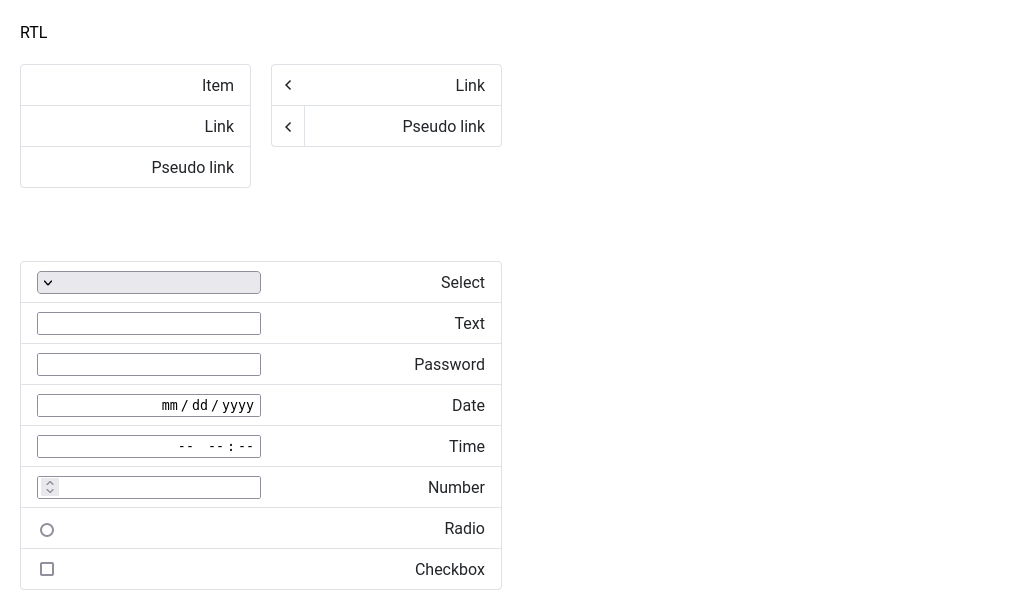 RTL
Item
Link
Pseudo link
Link
Pseudo link
Select
Text
Password
mm/dd/yyyy Date
-- --:-- Time
Number
Radio
Checkbox